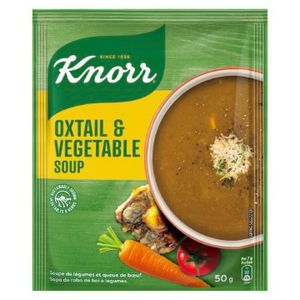 SINCE 1838
Knorr
OXTAIL &
VEGETABLE
SOUP
Soupe de légumes et queue de bœuf.
Sopa de rabo de boi e legumes.
50g